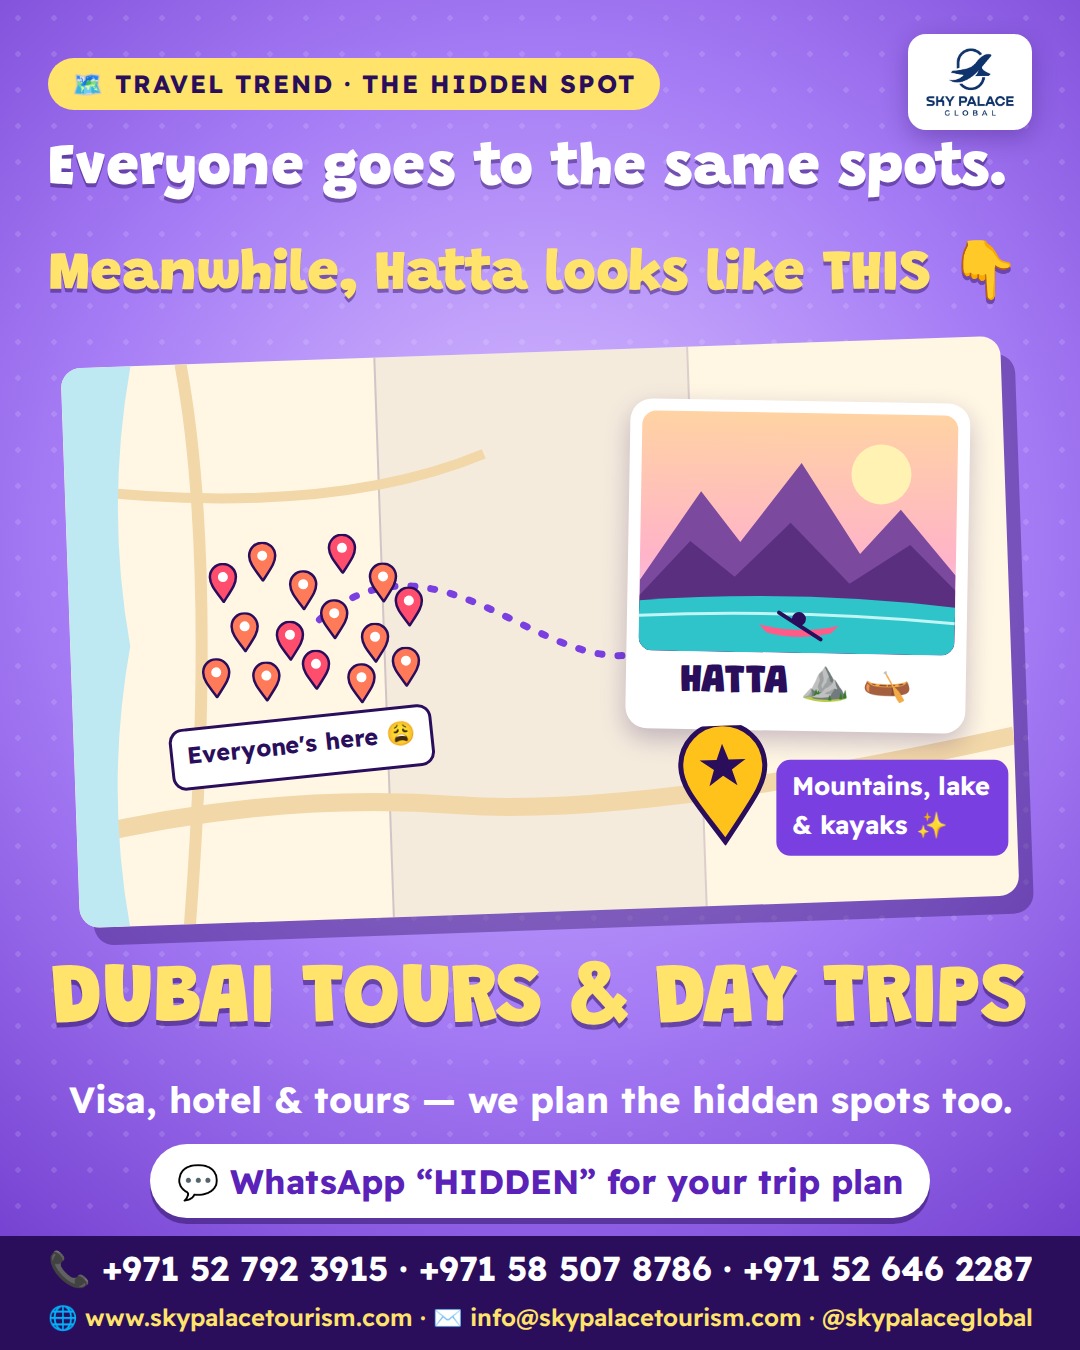 🗺️ TRAVEL TREND · THE HIDDEN SPOT
SKY PALACE
GLOBAL
Everyone goes to the same spots.
Meanwhile, Hatta looks like THIS 👇
HATTA ⛰️ 🛶
Everyone's here 😩
Mountains, lake
& kayaks ✨
DUBAI TOURS & DAY TRIPS
Visa, hotel & tours — we plan the hidden spots too.
💬 WhatsApp “HIDDEN” for your trip plan
📞 +971 52 792 3915 · +971 58 507 8786 · +971 52 646 2287
🌐 www.skypalacetourism.com · ✉️ info@skypalacetourism.com · @skypalaceglobal